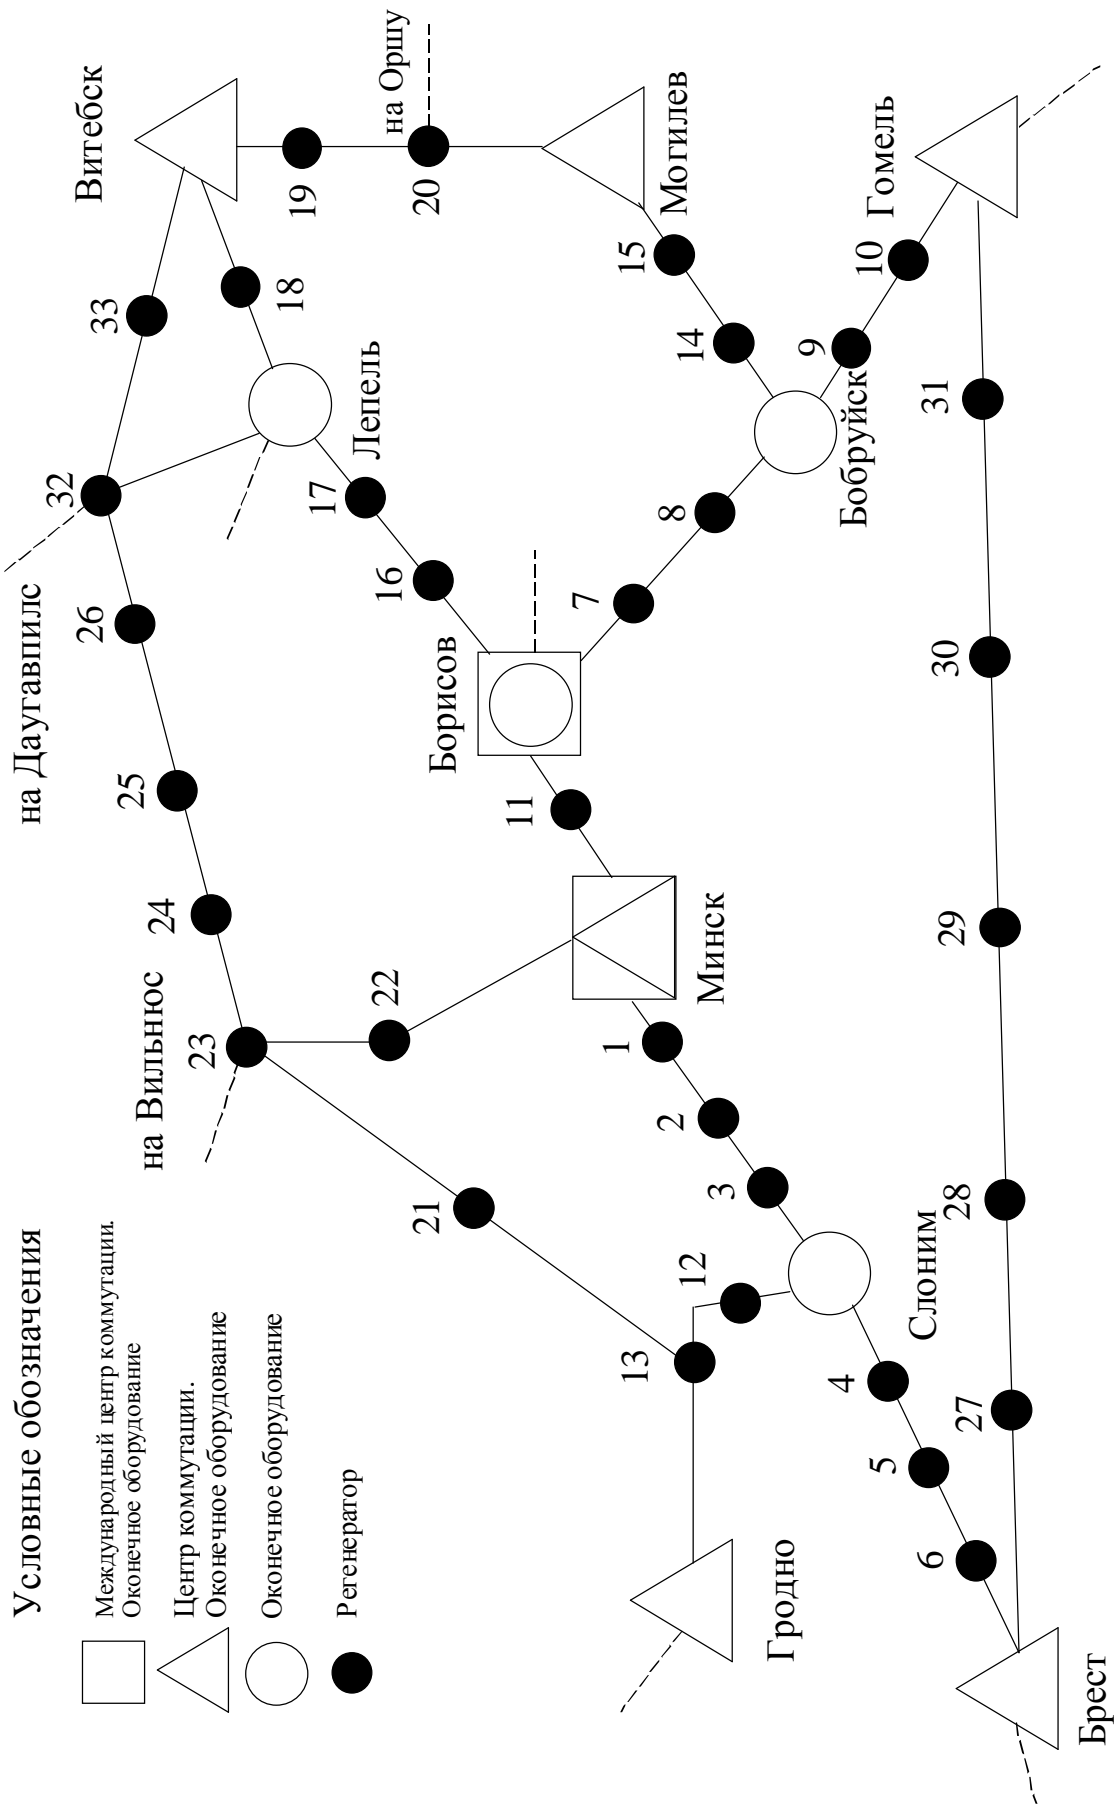 Условные обозначения
Международный центр коммутации.
Оконечное оборудование
Центр коммутации.
Оконечное оборудование
Оконечное оборудование
Регенератор
на Даугавпилс
на Вильнюс
на Оршу
Витебск
Лепель
Борисов
Могилев
Гомель
Бобруйск
Минск
Слоним
Гродно
Брест
1
2
3
4
5
6
7
8
9
10
11
12
13
14
15
16
17
18
19
20
21
22
23
24
25
26
27
28
29
30
31
32
33